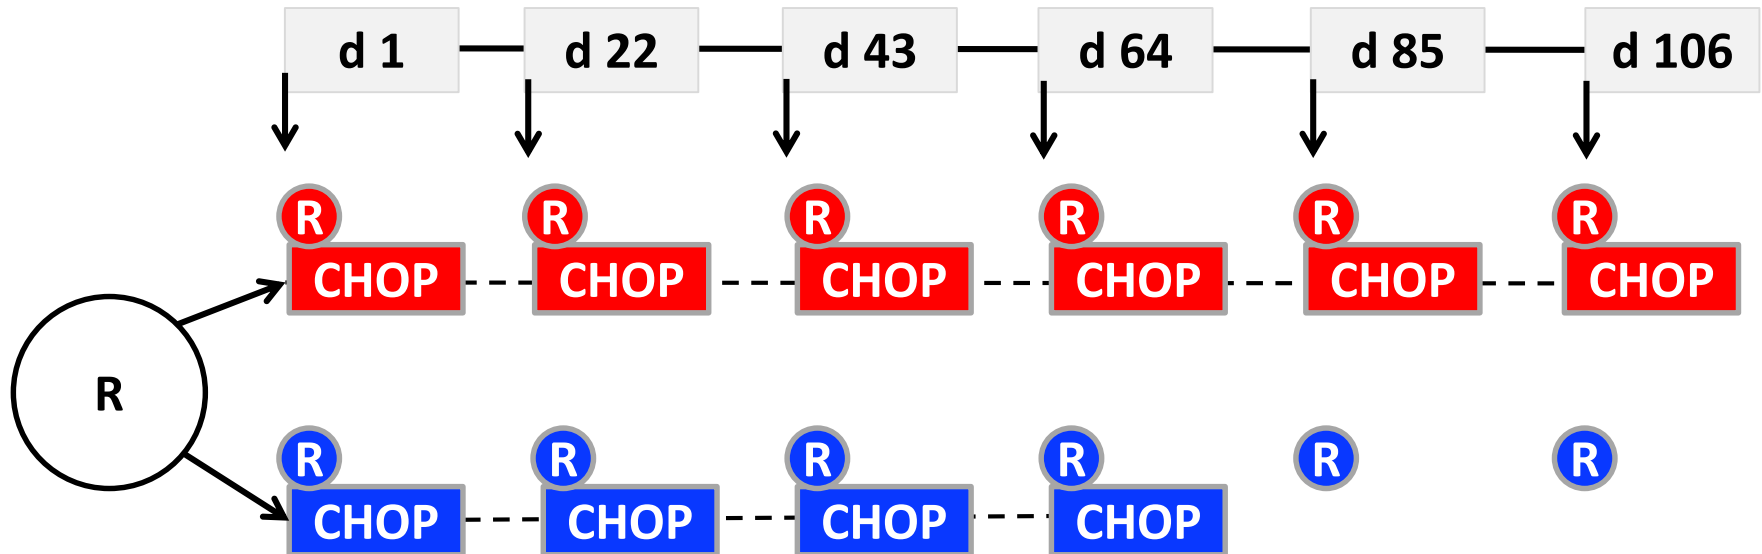 d 1 d 22 d 43 d 64 d 85 d 106
R R R R R R
CHOP CHOP CHOP CHOP CHOP CHOP
R
R R R R R R
CHOP CHOP CHOP CHOP